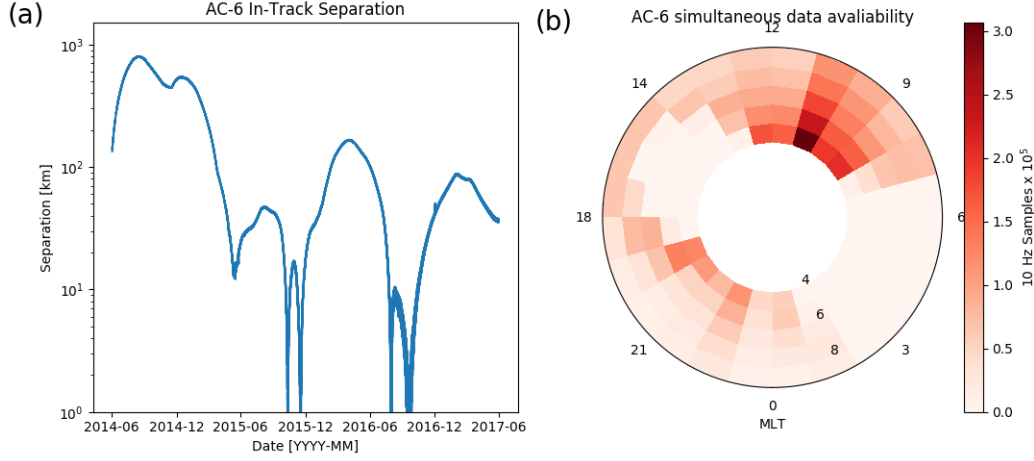 (a)
AC-6 In-Track Separation
10³
10²
10¹
10⁰
Separation [km]
2014-06 2014-12 2015-06 2015-12 2016-06 2016-12 2017-06
Date [YYYY-MM]
(b)
AC-6 simultaneous data avaliability
12
14
9
18
6
4
6
8
21
3
0
MLT
3.0
2.5
2.0
1.5
1.0
0.5
0.0
10 Hz Samples x 10⁵